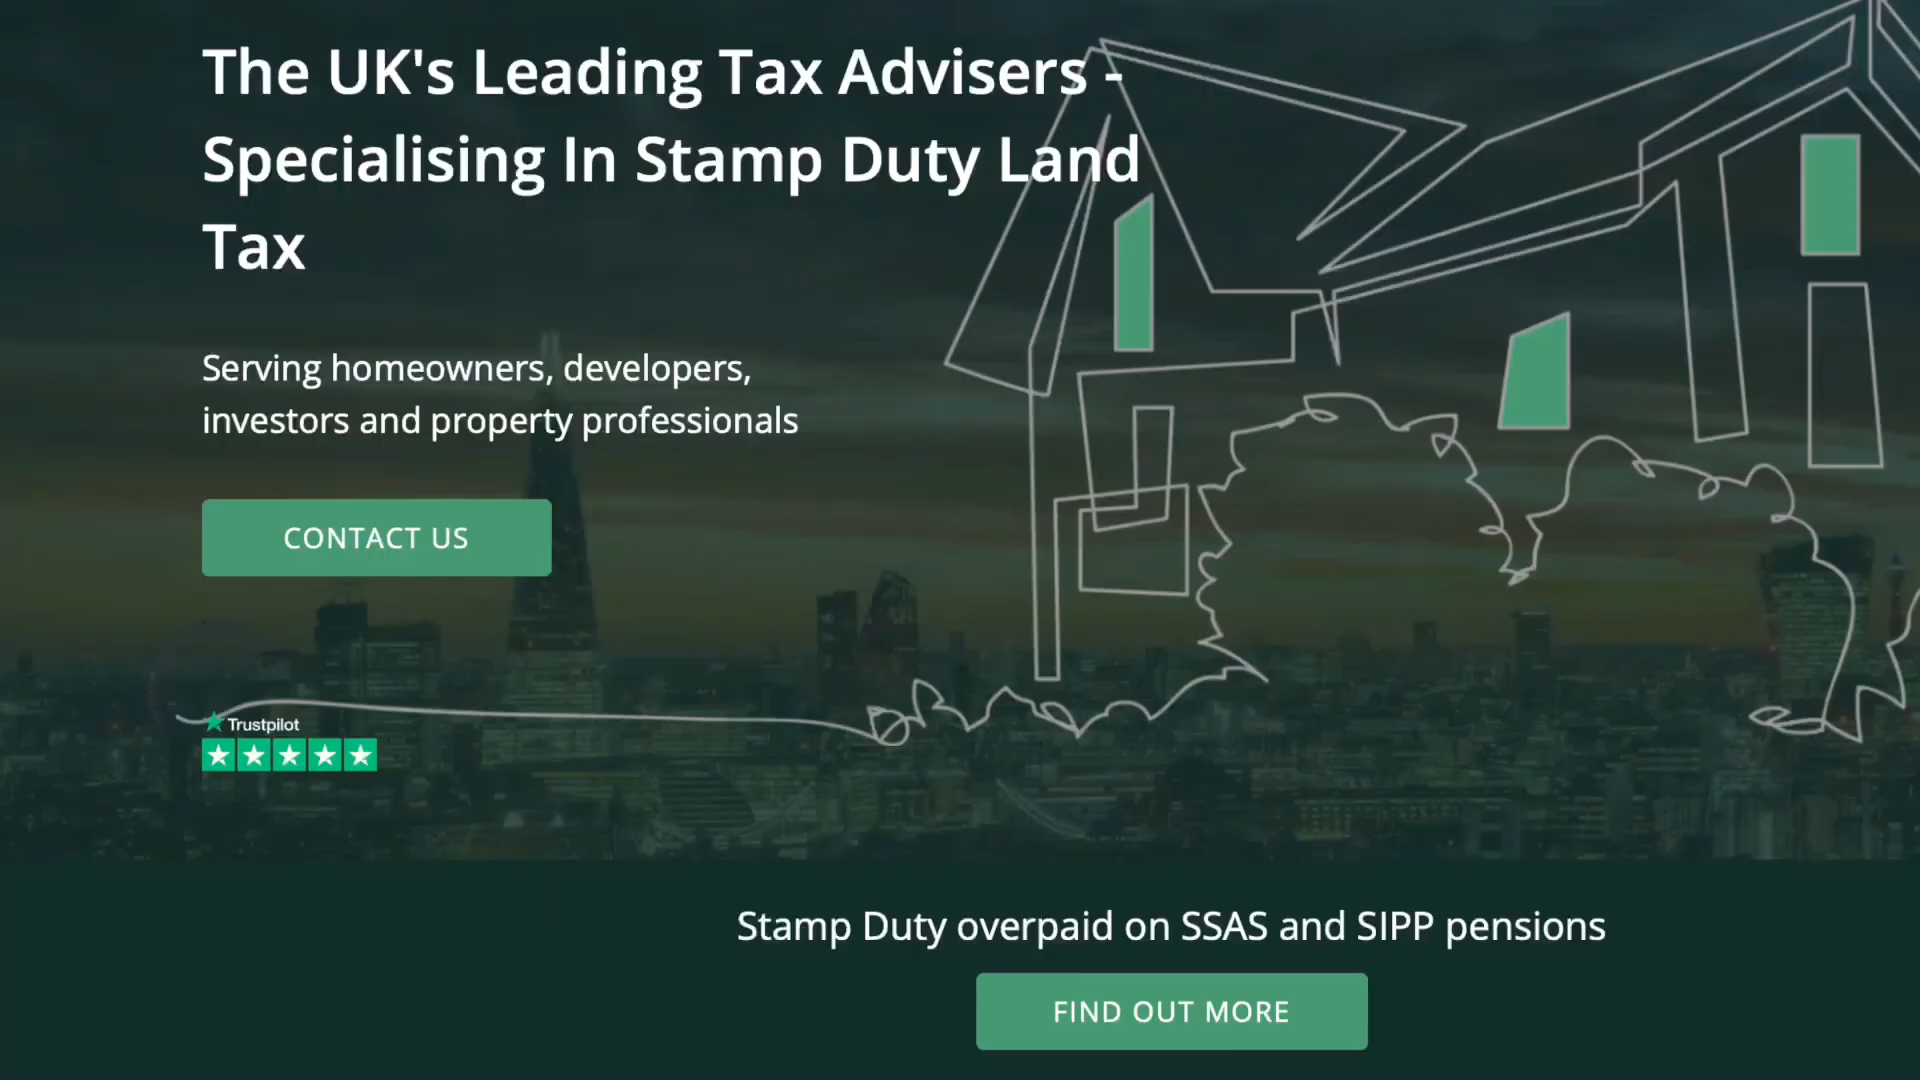 The UK's Leading Tax Advisers -
Specialising In Stamp Duty Land
Tax
Serving homeowners, developers,
investors and property professionals
CONTACT US
Trustpilot
Stamp Duty overpaid on SSAS and SIPP pensions
FIND OUT MORE